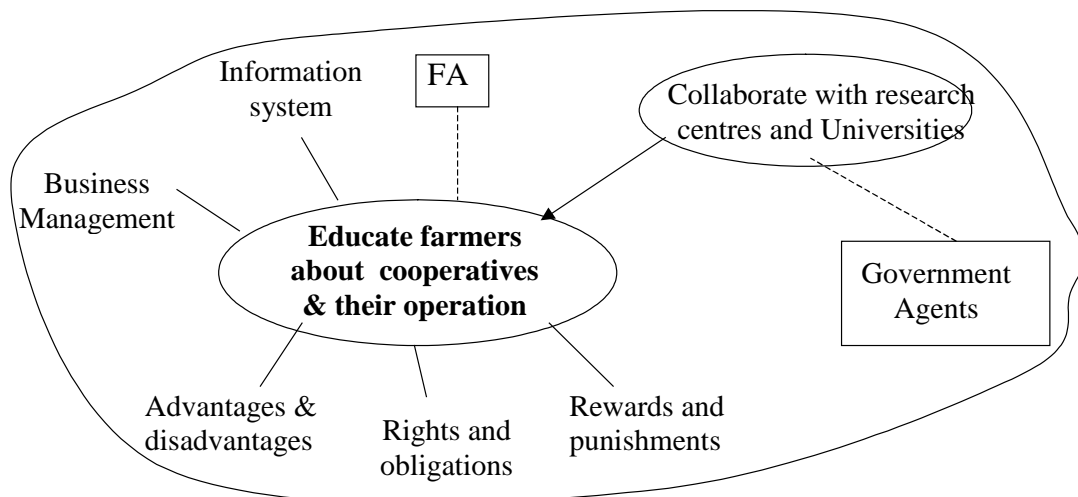 Information
system
FA
Collaborate with research
centres and Universities
Business
Management
Educate farmers
about cooperatives
& their operation
Government
Agents
Advantages &
disadvantages
Rights and
obligations
Rewards and
punishments